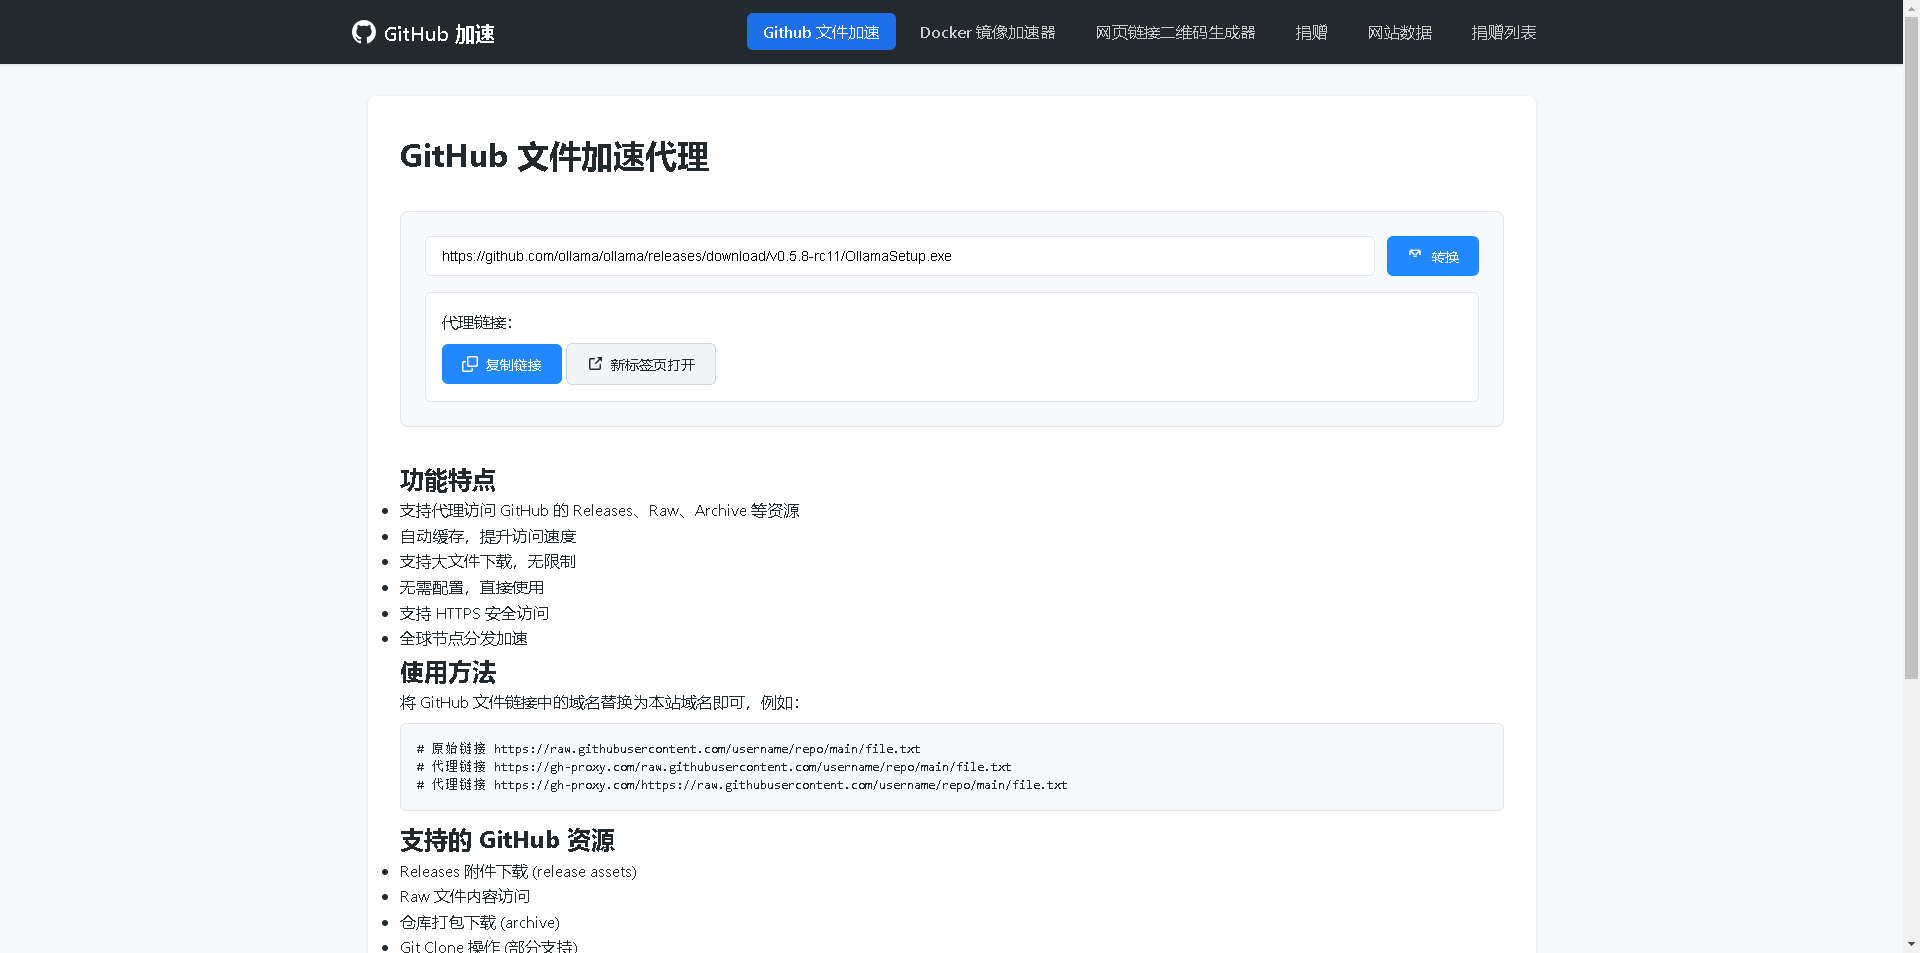 GitHub 加速
Github 文件加速
Docker 镜像加速器
网页链接二维码生成器
捐赠
网站数据
捐赠列表
GitHub 文件加速代理
https://github.com/ollama/ollama/releases/download/v0.5.8-rc11/OllamaSetup.exe
转换
代理链接：
复制链接
新标签页打开
功能特点
支持代理访问 GitHub 的 Releases、Raw、Archive 等资源
自动缓存，提升访问速度
支持大文件下载，无限制
无需配置，直接使用
支持 HTTPS 安全访问
全球节点分发加速
使用方法
将 GitHub 文件链接中的域名替换为本站域名即可，例如：
# 原始链接 https://raw.githubusercontent.com/username/repo/main/file.txt
# 代理链接 https://gh-proxy.com/raw.githubusercontent.com/username/repo/main/file.txt
# 代理链接 https://gh-proxy.com/https://raw.githubusercontent.com/username/repo/main/file.txt
支持的 GitHub 资源
Releases 附件下载 (release assets)
Raw 文件内容访问
仓库打包下载 (archive)
Git Clone 操作 (部分支持)